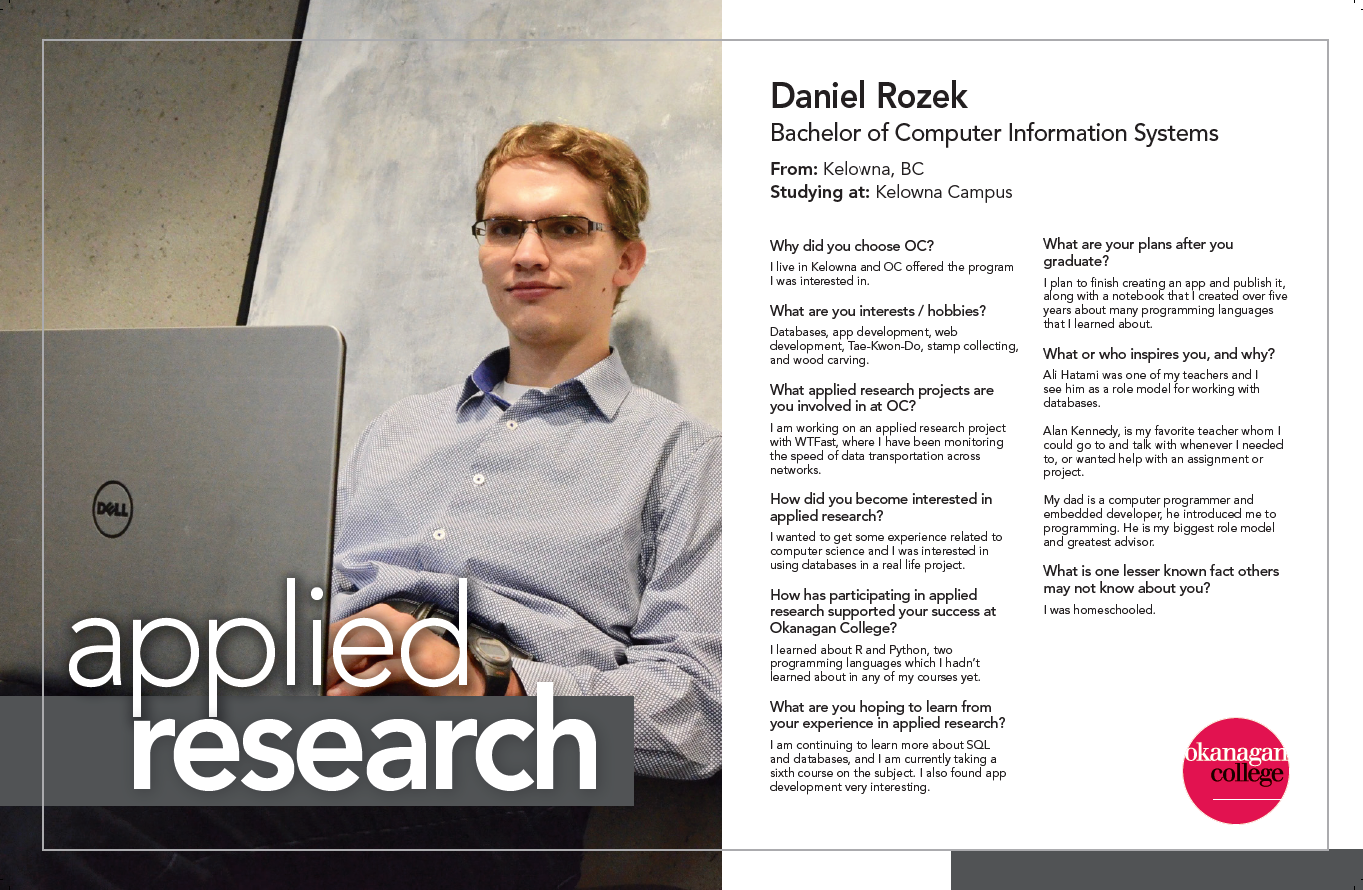 DELL
applied
research
Daniel Rozek
Bachelor of Computer Information Systems
From: Kelowna, BC
Studying at: Kelowna Campus
Why did you choose OC?
I live in Kelowna and OC offered the program
I was interested in.
What are you interests / hobbies?
Databases, app development, web
development, Tae-Kwon-Do, stamp collecting,
and wood carving.
What applied research projects are
you involved in at OC?
I am working on an applied research project
with WTFast, where I have been monitoring
the speed of data transportation across
networks.
How did you become interested in
applied research?
I wanted to get some experience related to
computer science and I was interested in
using databases in a real life project.
How has participating in applied
research supported your success at
Okanagan College?
I learned about R and Python, two
programming languages which I hadn't
learned about in any of my courses yet.
What are you hoping to learn from
your experience in applied research?
I am continuing to learn more about SQL
and databases, and I am currently taking a
sixth course on the subject. I also found app
development very interesting.
What are your plans after you
graduate?
I plan to finish creating an app and publish it,
along with a notebook that I created over five
years about many programming languages
that I learned about.
What or who inspires you, and why?
Ali Hatami was one of my teachers and I
see him as a role model for working with
databases.
Alan Kennedy, is my favorite teacher whom I
could go to and talk with whenever I needed
to, or wanted help with an assignment or
project.
My dad is a computer programmer and
embedded developer, he introduced me to
programming. He is my biggest role model
and greatest advisor.
What is one lesser known fact others
may not know about you?
I was homeschooled.
okanagan
college